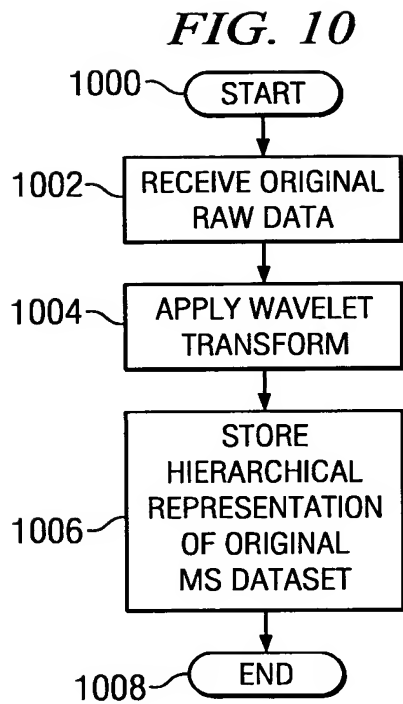 FIG. 10
1000
START
1002
RECEIVE ORIGINAL
RAW DATA
1004
APPLY WAVELET
TRANSFORM
1006
STORE
HIERARCHICAL
REPRESENTATION
OF ORIGINAL
MS DATASET
1008
END